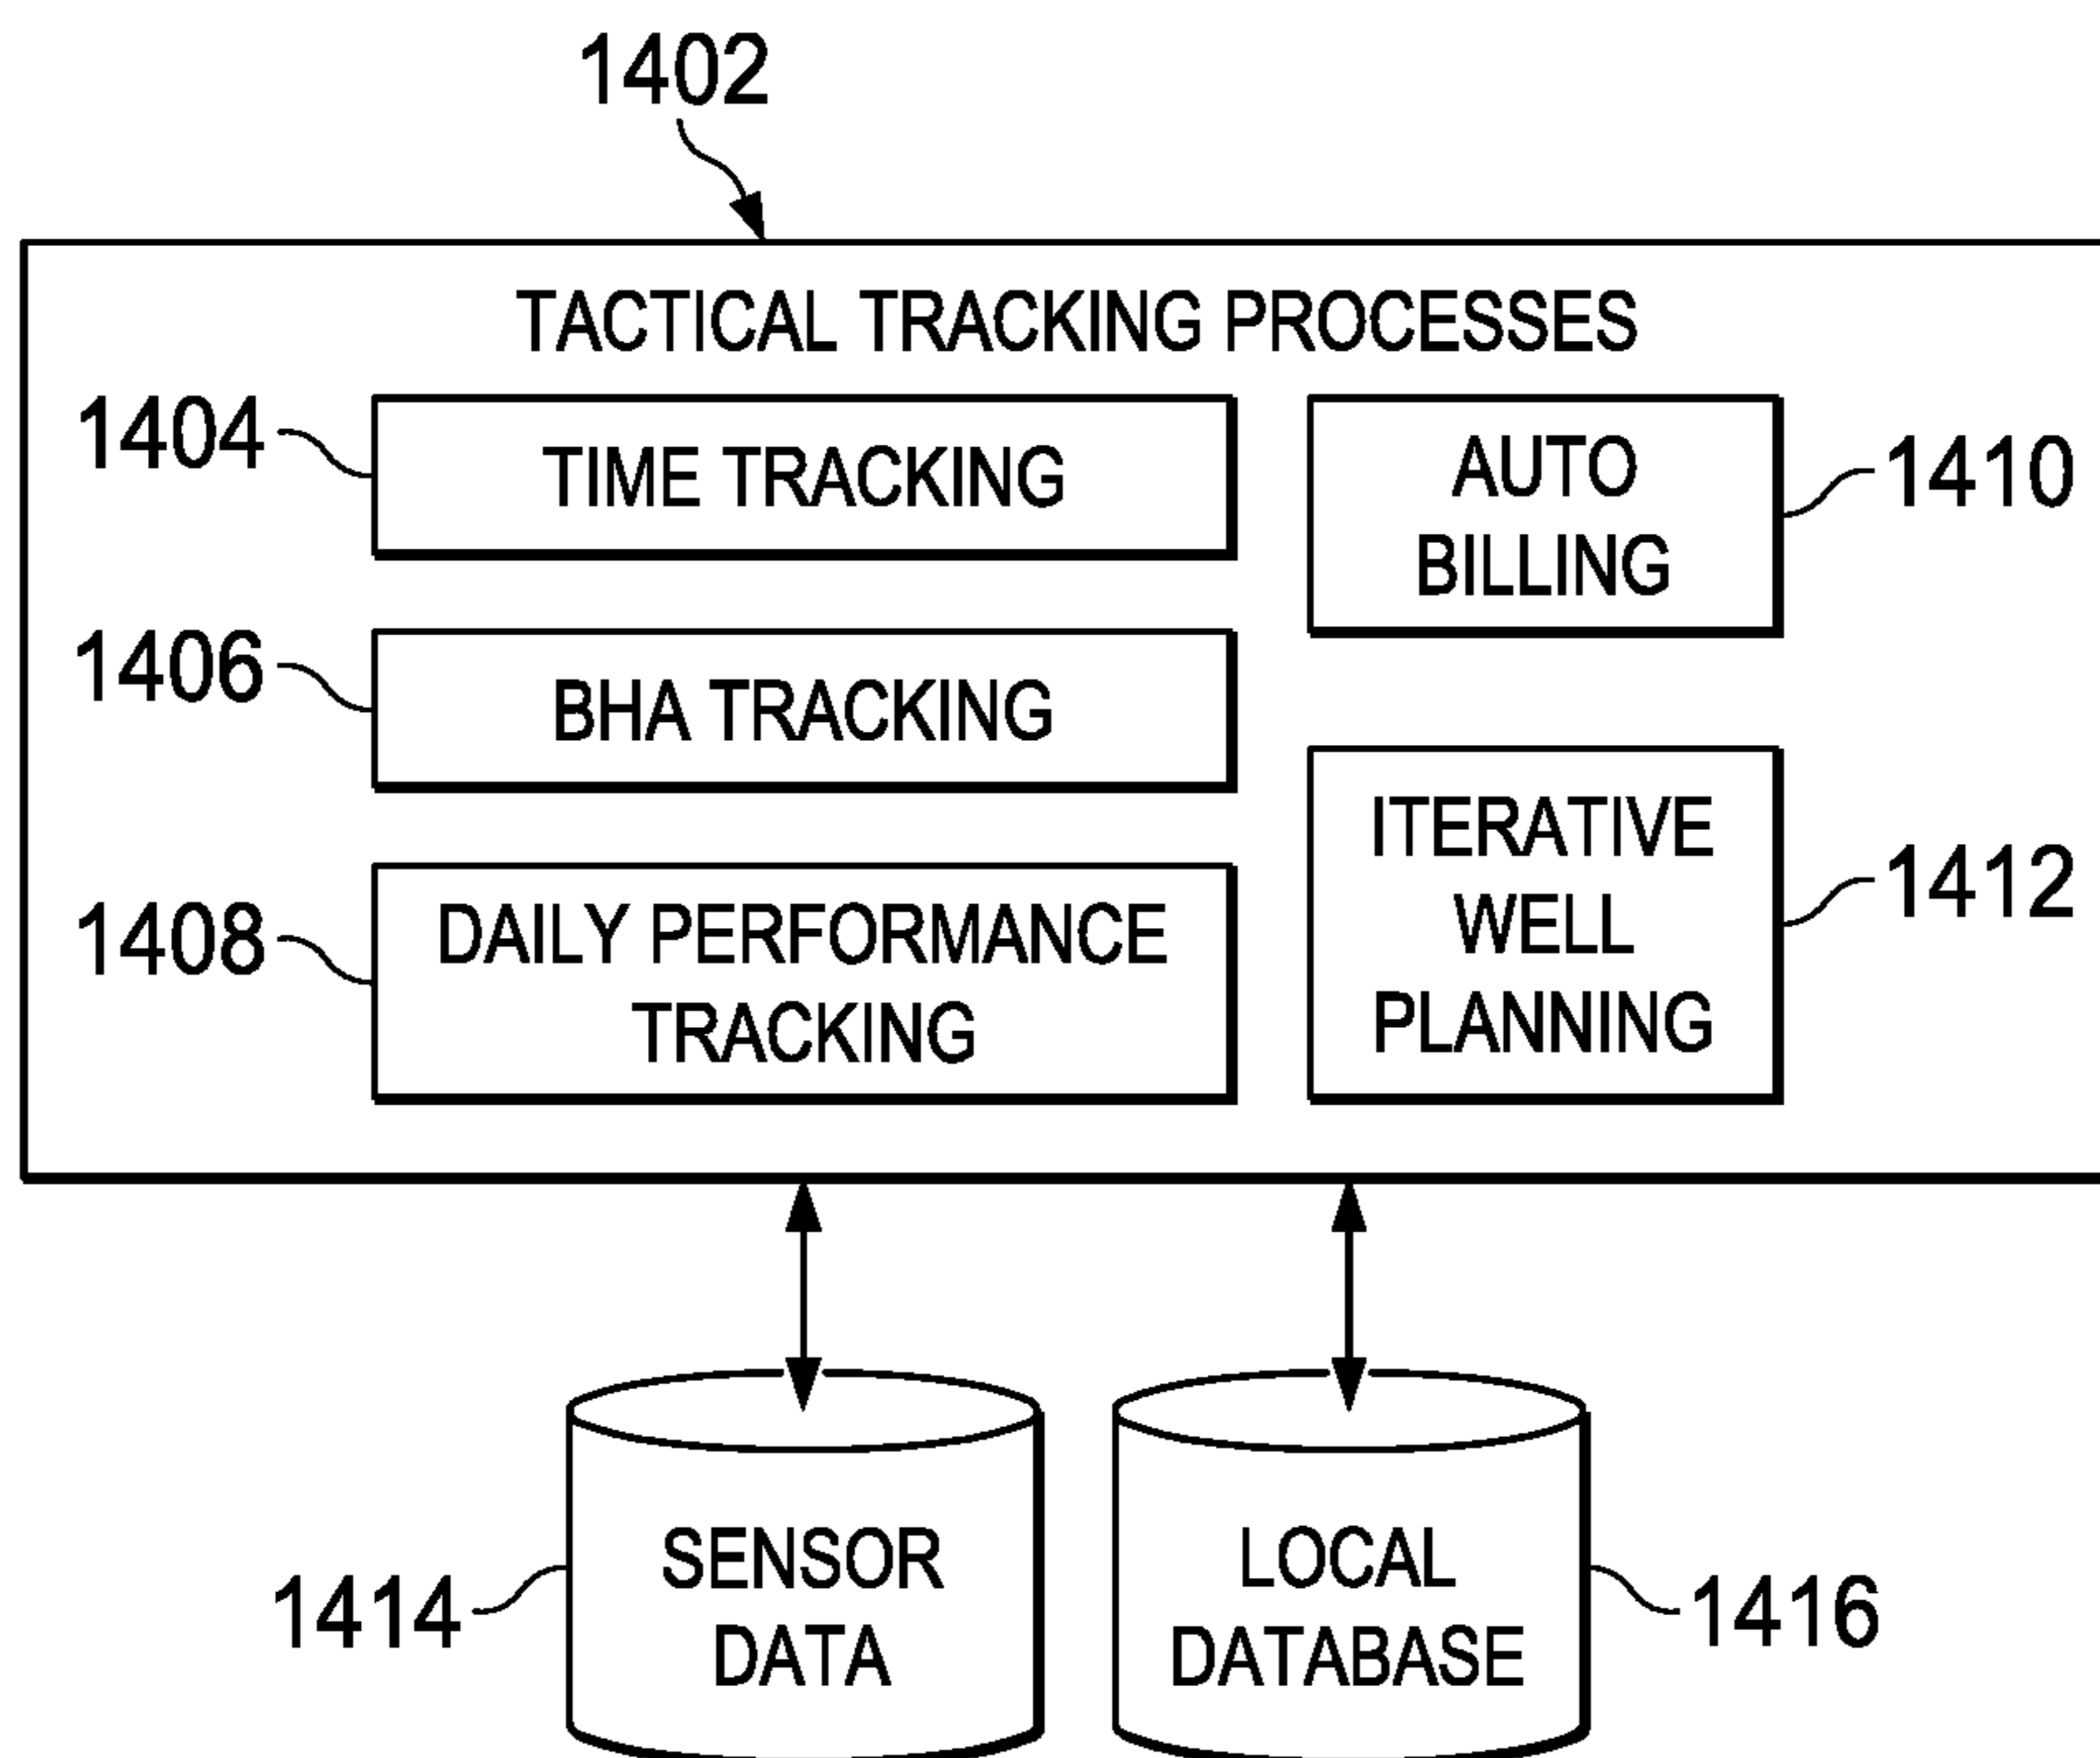 1402
TACTICAL TRACKING PROCESSES
1404
TIME TRACKING
AUTO
BILLING
1410
1406
BHA TRACKING
1408
DAILY PERFORMANCE
TRACKING
ITERATIVE
WELL
PLANNING
1412
1414
SENSOR
DATA
LOCAL
DATABASE
1416